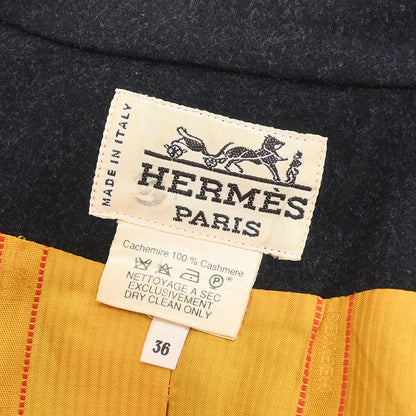 MADE IN ITALY
HERMÈS
PARIS
Cachemire 100 % Cashmere
NETTOYAGE A SEC
EXCLUSIVEMENT
DRY CLEAN ONLY
36